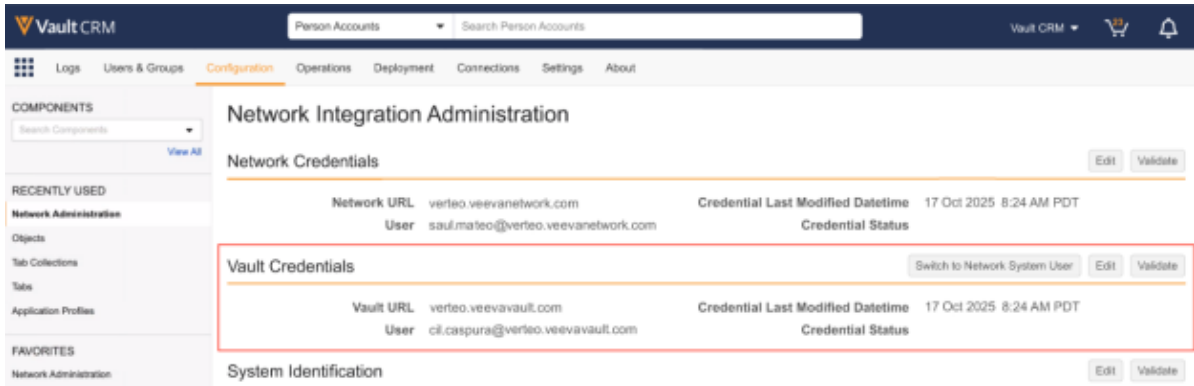 Vault CRM
Person Accounts
Search Person Accounts
Vault CRM
23
Logs
Users & Groups
Configuration
Operations
Deployment
Connections
Settings
About
COMPONENTS
Search Components
View All
RECENTLY USED
Network Administration
Objects
Tab Collections
Tabs
Application Profiles
FAVORITES
Network Administration
Network Integration Administration
Network Credentials
Edit
Validate
Network URL verteo.veevanetwork.com
Credential Last Modified Datetime 17 Oct 2025 8:24 AM PDT
User saul.mateo@verteo.veevanetwork.com
Credential Status
Vault Credentials
Switch to Network System User
Edit
Validate
Vault URL verteo.veevavault.com
Credential Last Modified Datetime 17 Oct 2025 8:24 AM PDT
User cil.caspura@verteo.veevavault.com
Credential Status
System Identification
Edit
Validate